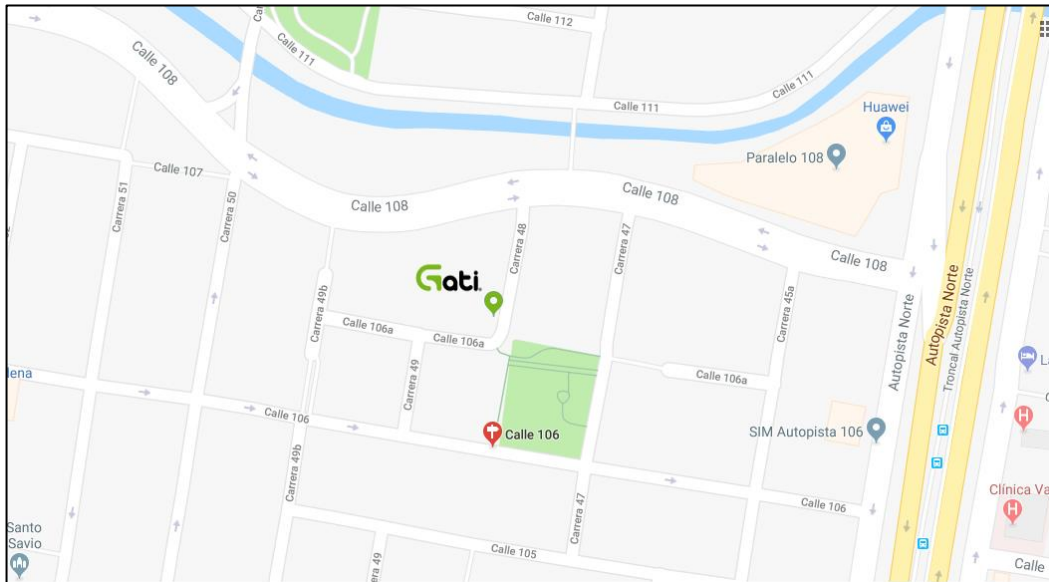 Calle 112
Calle 111
Calle 108
Calle 111
Calle 111
Huawei
Paralelo 108
Calle 107
Carrera 51
Carrera 50
Calle 108
Calle 108
Calle 108
Carrera 48
Carrera 47
Gati
Carrera 49b
Calle 106a
Calle 106a
Carrera 45a
Autopista Norte
Autopista Norte
Troncal Autopista Norte
Carrera 49
Calle 106a
Calle 106
Calle 106
SIM Autopista 106
Carrera 49b
Carrera 47
Calle 106
Clínica Va
Santo
Savio
Calle 105
Carrera 49
Calle